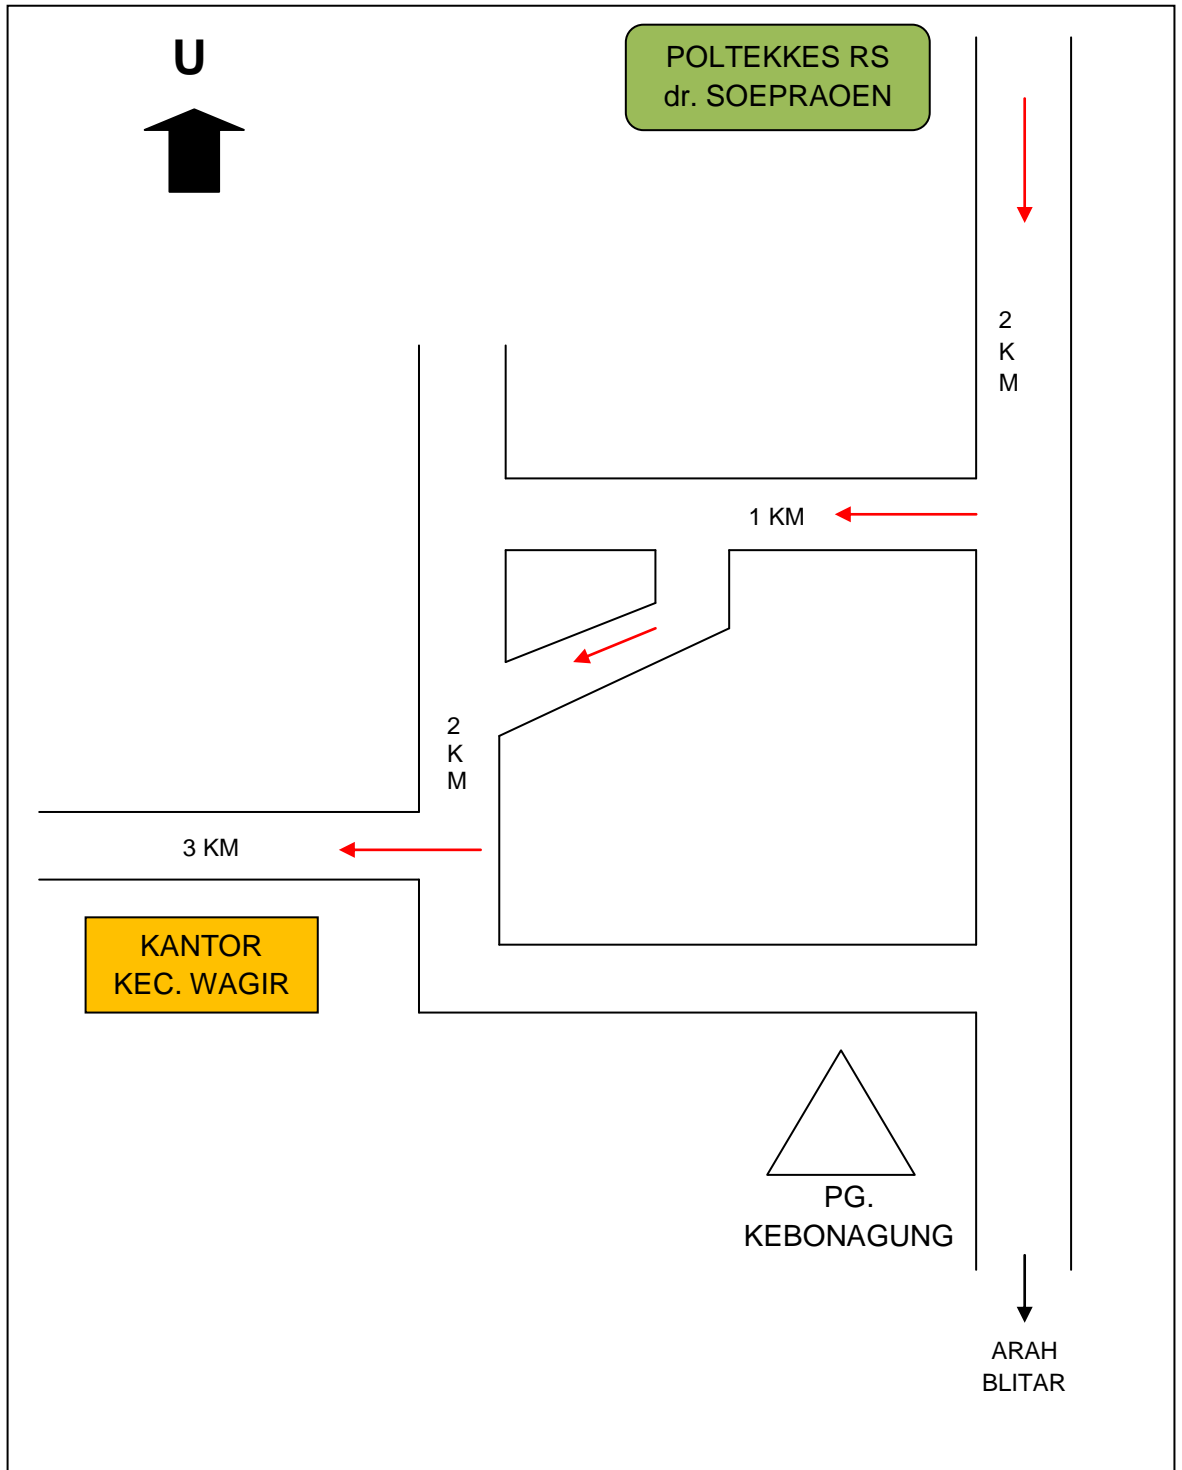 U
POLTEKKES RS
dr. SOEPRAOEN
2
K
M
1 KM
2
K
M
3 KM
KANTOR
KEC. WAGIR
PG.
KEBONAGUNG
ARAH
BLITAR